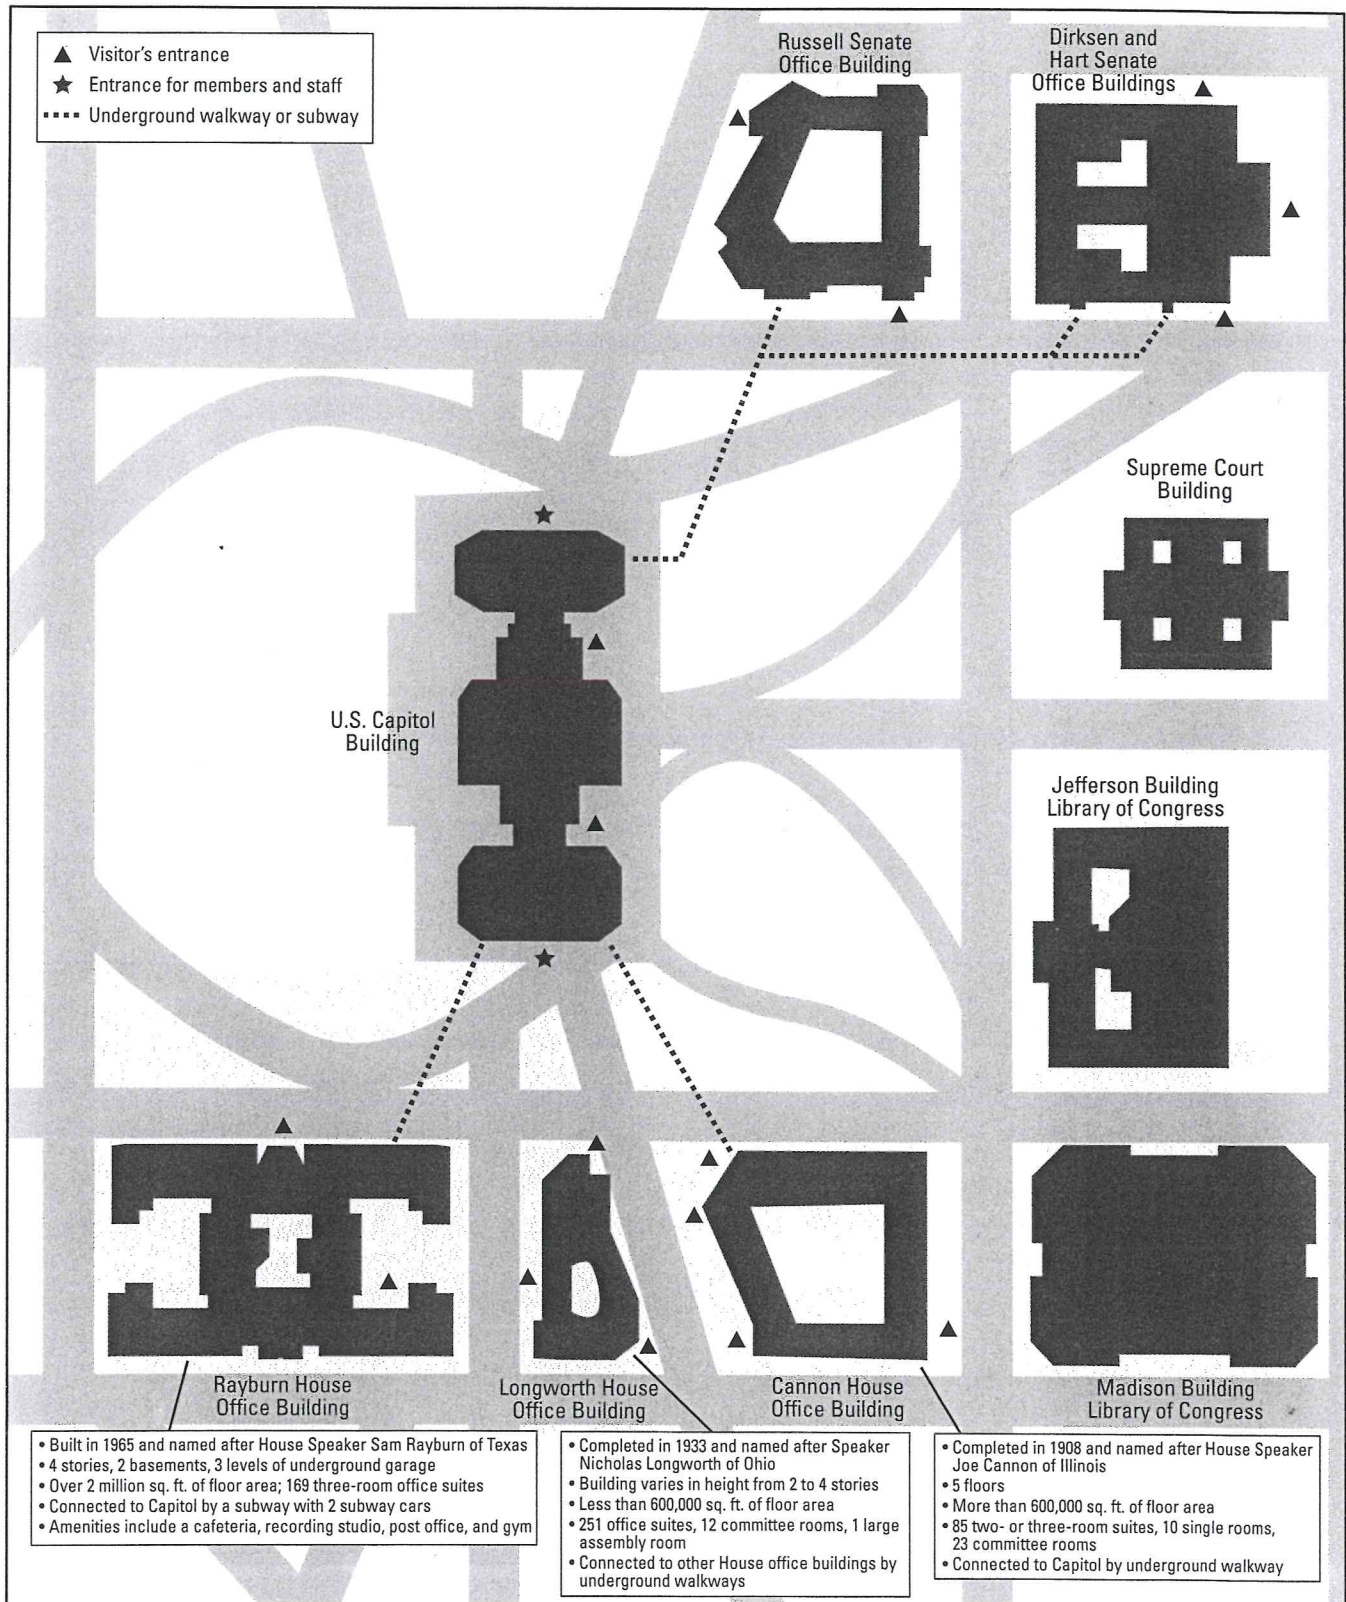 Visitor's entrance
Entrance for members and staff
Underground walkway or subway
Russell Senate
Office Building
Dirksen and
Hart Senate
Office Buildings
Supreme Court
Building
U.S. Capitol
Building
Jefferson Building
Library of Congress
Rayburn House
Office Building
Longworth House
Office Building
Cannon House
Office Building
Madison Building
Library of Congress
• Built in 1965 and named after House Speaker Sam Rayburn of Texas
• 4 stories, 2 basements, 3 levels of underground garage
• Over 2 million sq. ft. of floor area; 169 three-room office suites
• Connected to Capitol by a subway with 2 subway cars
• Amenities include a cafeteria, recording studio, post office, and gym
• Completed in 1933 and named after Speaker
Nicholas Longworth of Ohio
• Building varies in height from 2 to 4 stories
• Less than 600,000 sq. ft. of floor area
• 251 office suites, 12 committee rooms, 1 large
assembly room
• Connected to other House office buildings by
underground walkways
• Completed in 1908 and named after House Speaker
Joe Cannon of Illinois
• 5 floors
• More than 600,000 sq. ft. of floor area
• 85 two- or three-room suites, 10 single rooms,
23 committee rooms
• Connected to Capitol by underground walkway